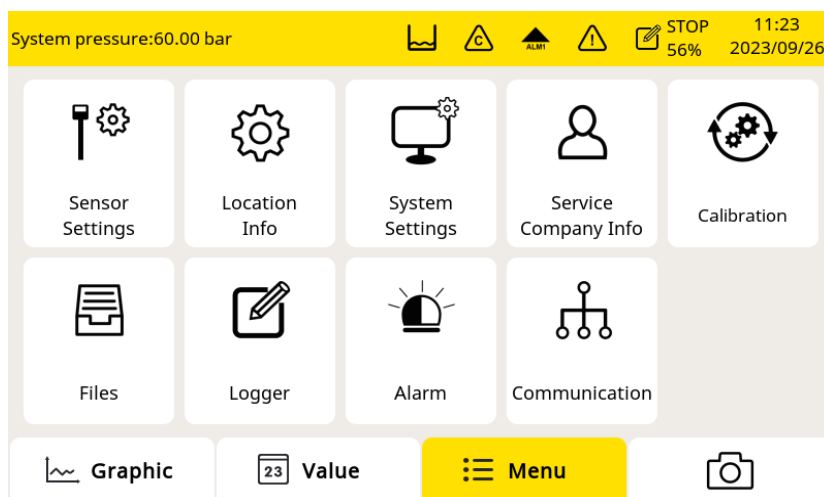 System pressure:60.00 bar
C
ALM1
!
STOP
56%
11:23
2023/09/26
Sensor
Settings
Location
Info
System
Settings
Service
Company Info
Calibration
Files
Logger
Alarm
Communication
Graphic
23
Value
Menu